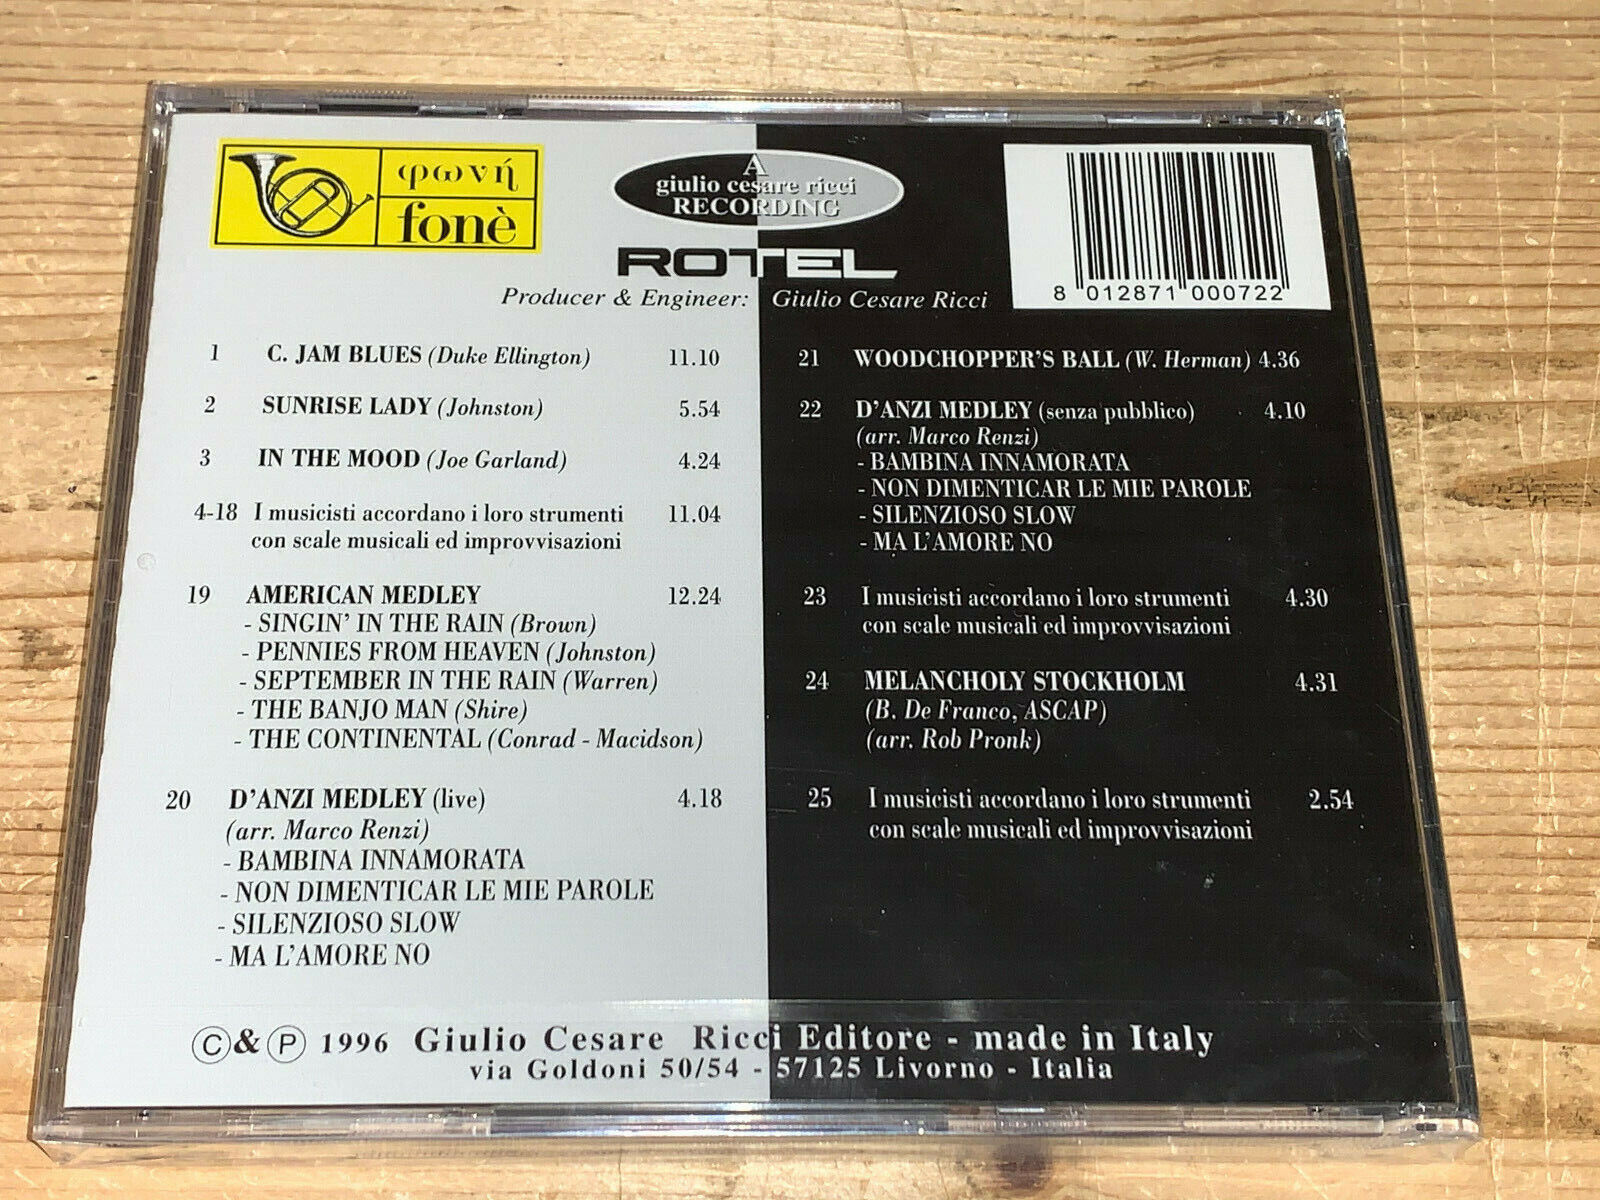 φωνή
fonè
A
giulio cesare ricci
RECORDING
ROTEL
Producer & Engineer: Giulio Cesare Ricci
8 012871 000722
1 C. JAM BLUES (Duke Ellington) 11.10
2 SUNRISE LADY (Johnston) 5.54
3 IN THE MOOD (Joe Garland) 4.24
4-18 I musicisti accordano i loro strumenti 11.04
con scale musicali ed improvvisazioni
19 AMERICAN MEDLEY 12.24
- SINGIN' IN THE RAIN (Brown)
- PENNIES FROM HEAVEN (Johnston)
- SEPTEMBER IN THE RAIN (Warren)
- THE BANJO MAN (Shire)
- THE CONTINENTAL (Conrad - Macidson)
20 D'ANZI MEDLEY (live) 4.18
(arr. Marco Renzi)
- BAMBINA INNAMORATA
- NON DIMENTICAR LE MIE PAROLE
- SILENZIOSO SLOW
- MA L'AMORE NO
21 WOODCHOPPER'S BALL (W. Herman) 4.36
22 D'ANZI MEDLEY (senza pubblico) 4.10
(arr. Marco Renzi)
- BAMBINA INNAMORATA
- NON DIMENTICAR LE MIE PAROLE
- SILENZIOSO SLOW
- MA L'AMORE NO
23 I musicisti accordano i loro strumenti 4.30
con scale musicali ed improvvisazioni
24 MELANCHOLY STOCKHOLM 4.31
(B. De Franco, ASCAP)
(arr. Rob Pronk)
25 I musicisti accordano i loro strumenti 2.54
con scale musicali ed improvvisazioni
Ⓒ & Ⓟ 1996 Giulio Cesare Ricci Editore - made in Italy
via Goldoni 50/54 - 57125 Livorno - Italia